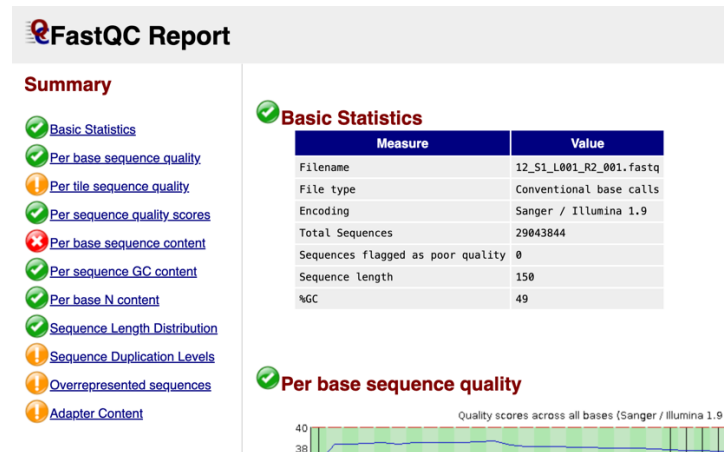 FastQC Report
Summary
Basic Statistics
Per base sequence quality
Per tile sequence quality
Per sequence quality scores
Per base sequence content
Per sequence GC content
Per base N content
Sequence Length Distribution
Sequence Duplication Levels
Overrepresented sequences
Adapter Content
Basic Statistics
Measure Value
Filename 12_S1_L001_R2_001.fastq
File type Conventional base calls
Encoding Sanger / Illumina 1.9
Total Sequences 29043844
Sequences flagged as poor quality 0
Sequence length 150
%GC 49
Per base sequence quality
Quality scores across all bases (Sanger / Illumina 1.9
40
38